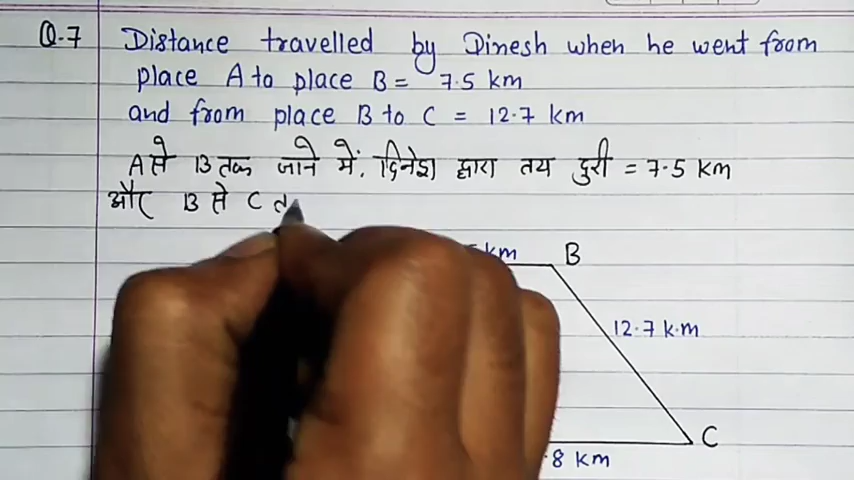 Q.7 Distance travelled by Dinesh when he went from
place A to place B = 7.5 km
and from place B to C = 12.7 km
A से B तक जाने में, दिनेश द्वारा तय दुरी = 7.5 km
और B से C त
km B
12.7 k.m
C
.8 km